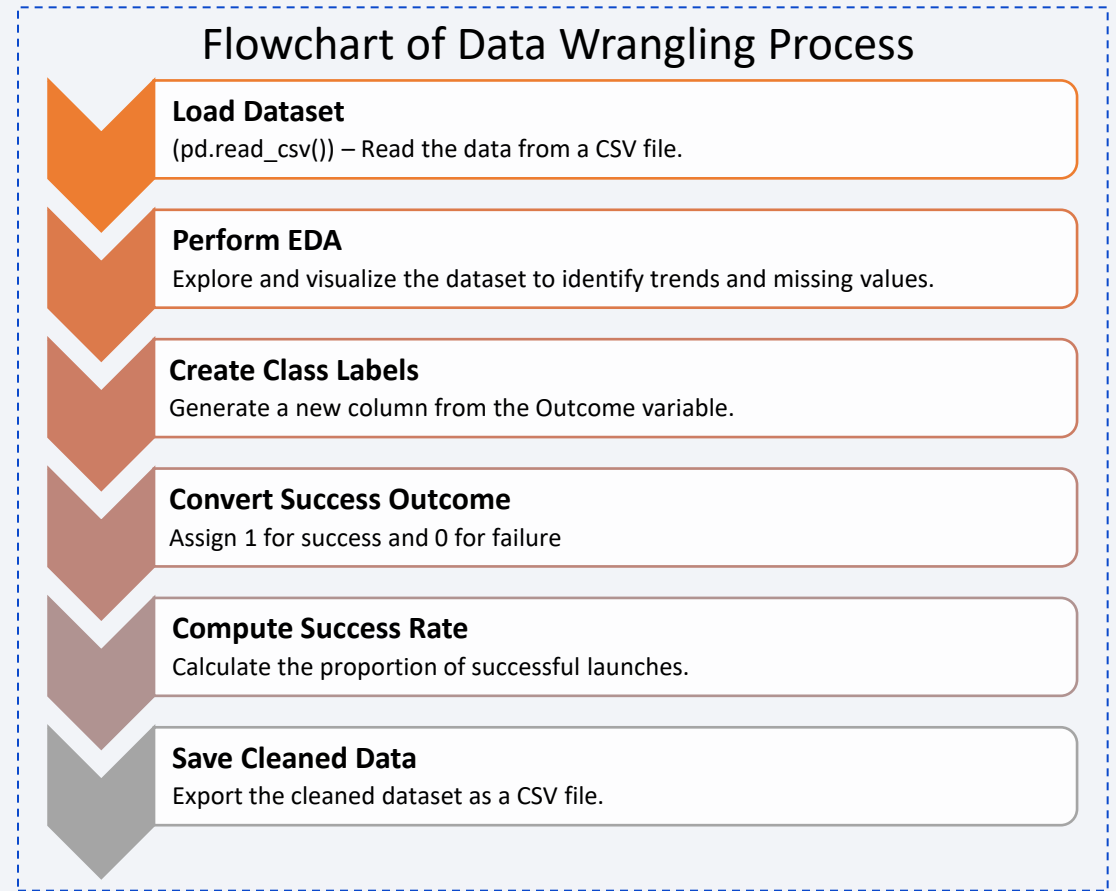 Flowchart of Data Wrangling Process
Load Dataset
(pd.read_csv()) – Read the data from a CSV file.
Perform EDA
Explore and visualize the dataset to identify trends and missing values.
Create Class Labels
Generate a new column from the Outcome variable.
Convert Success Outcome
Assign 1 for success and 0 for failure
Compute Success Rate
Calculate the proportion of successful launches.
Save Cleaned Data
Export the cleaned dataset as a CSV file.